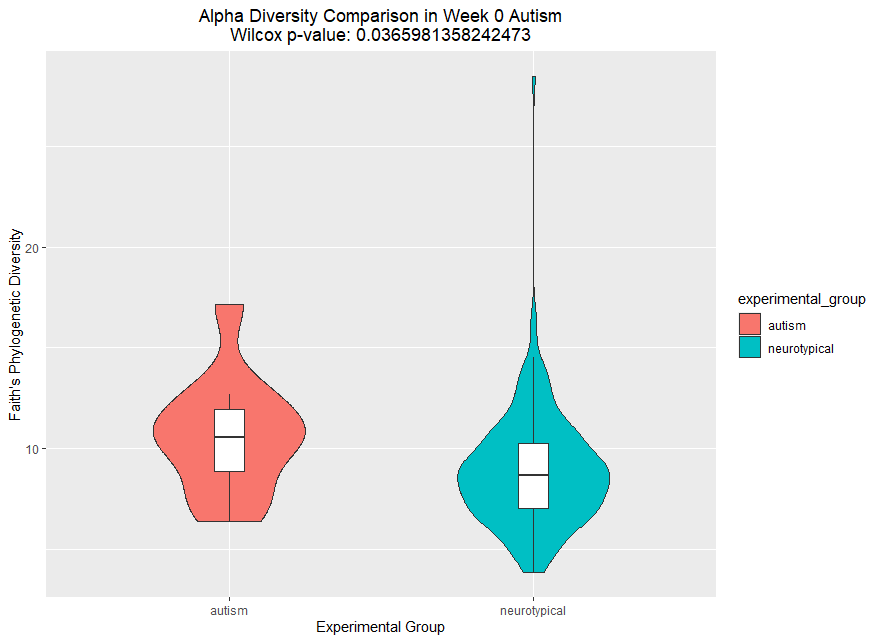 Alpha Diversity Comparison in Week 0 Autism
Wilcox p-value: 0.0365981358242473
Faith's Phylogenetic Diversity
20
10
autism
neurotypical
Experimental Group
experimental_group
autism
neurotypical